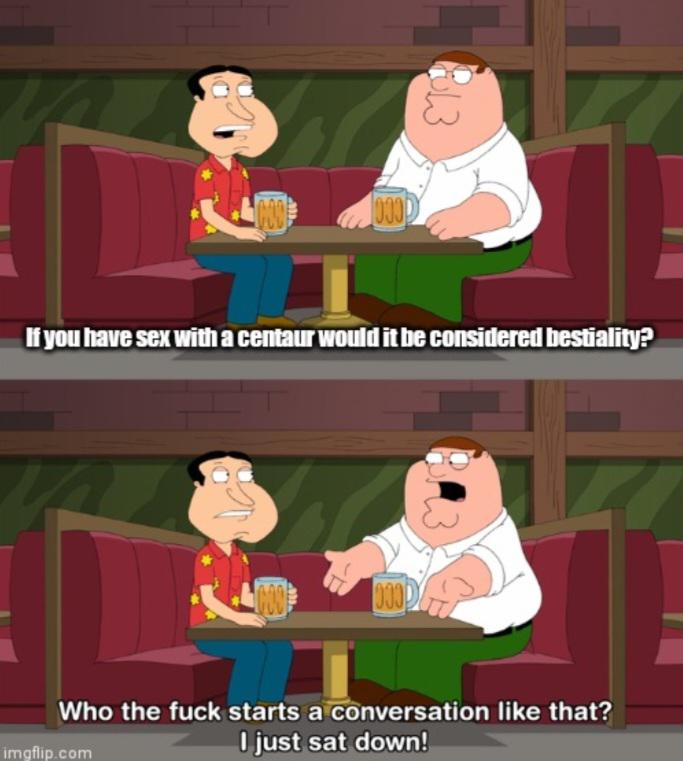 If you have sex with a centaur would it be considered bestiality?
Who the fuck starts a conversation like that?
I just sat down!
imgflip.com